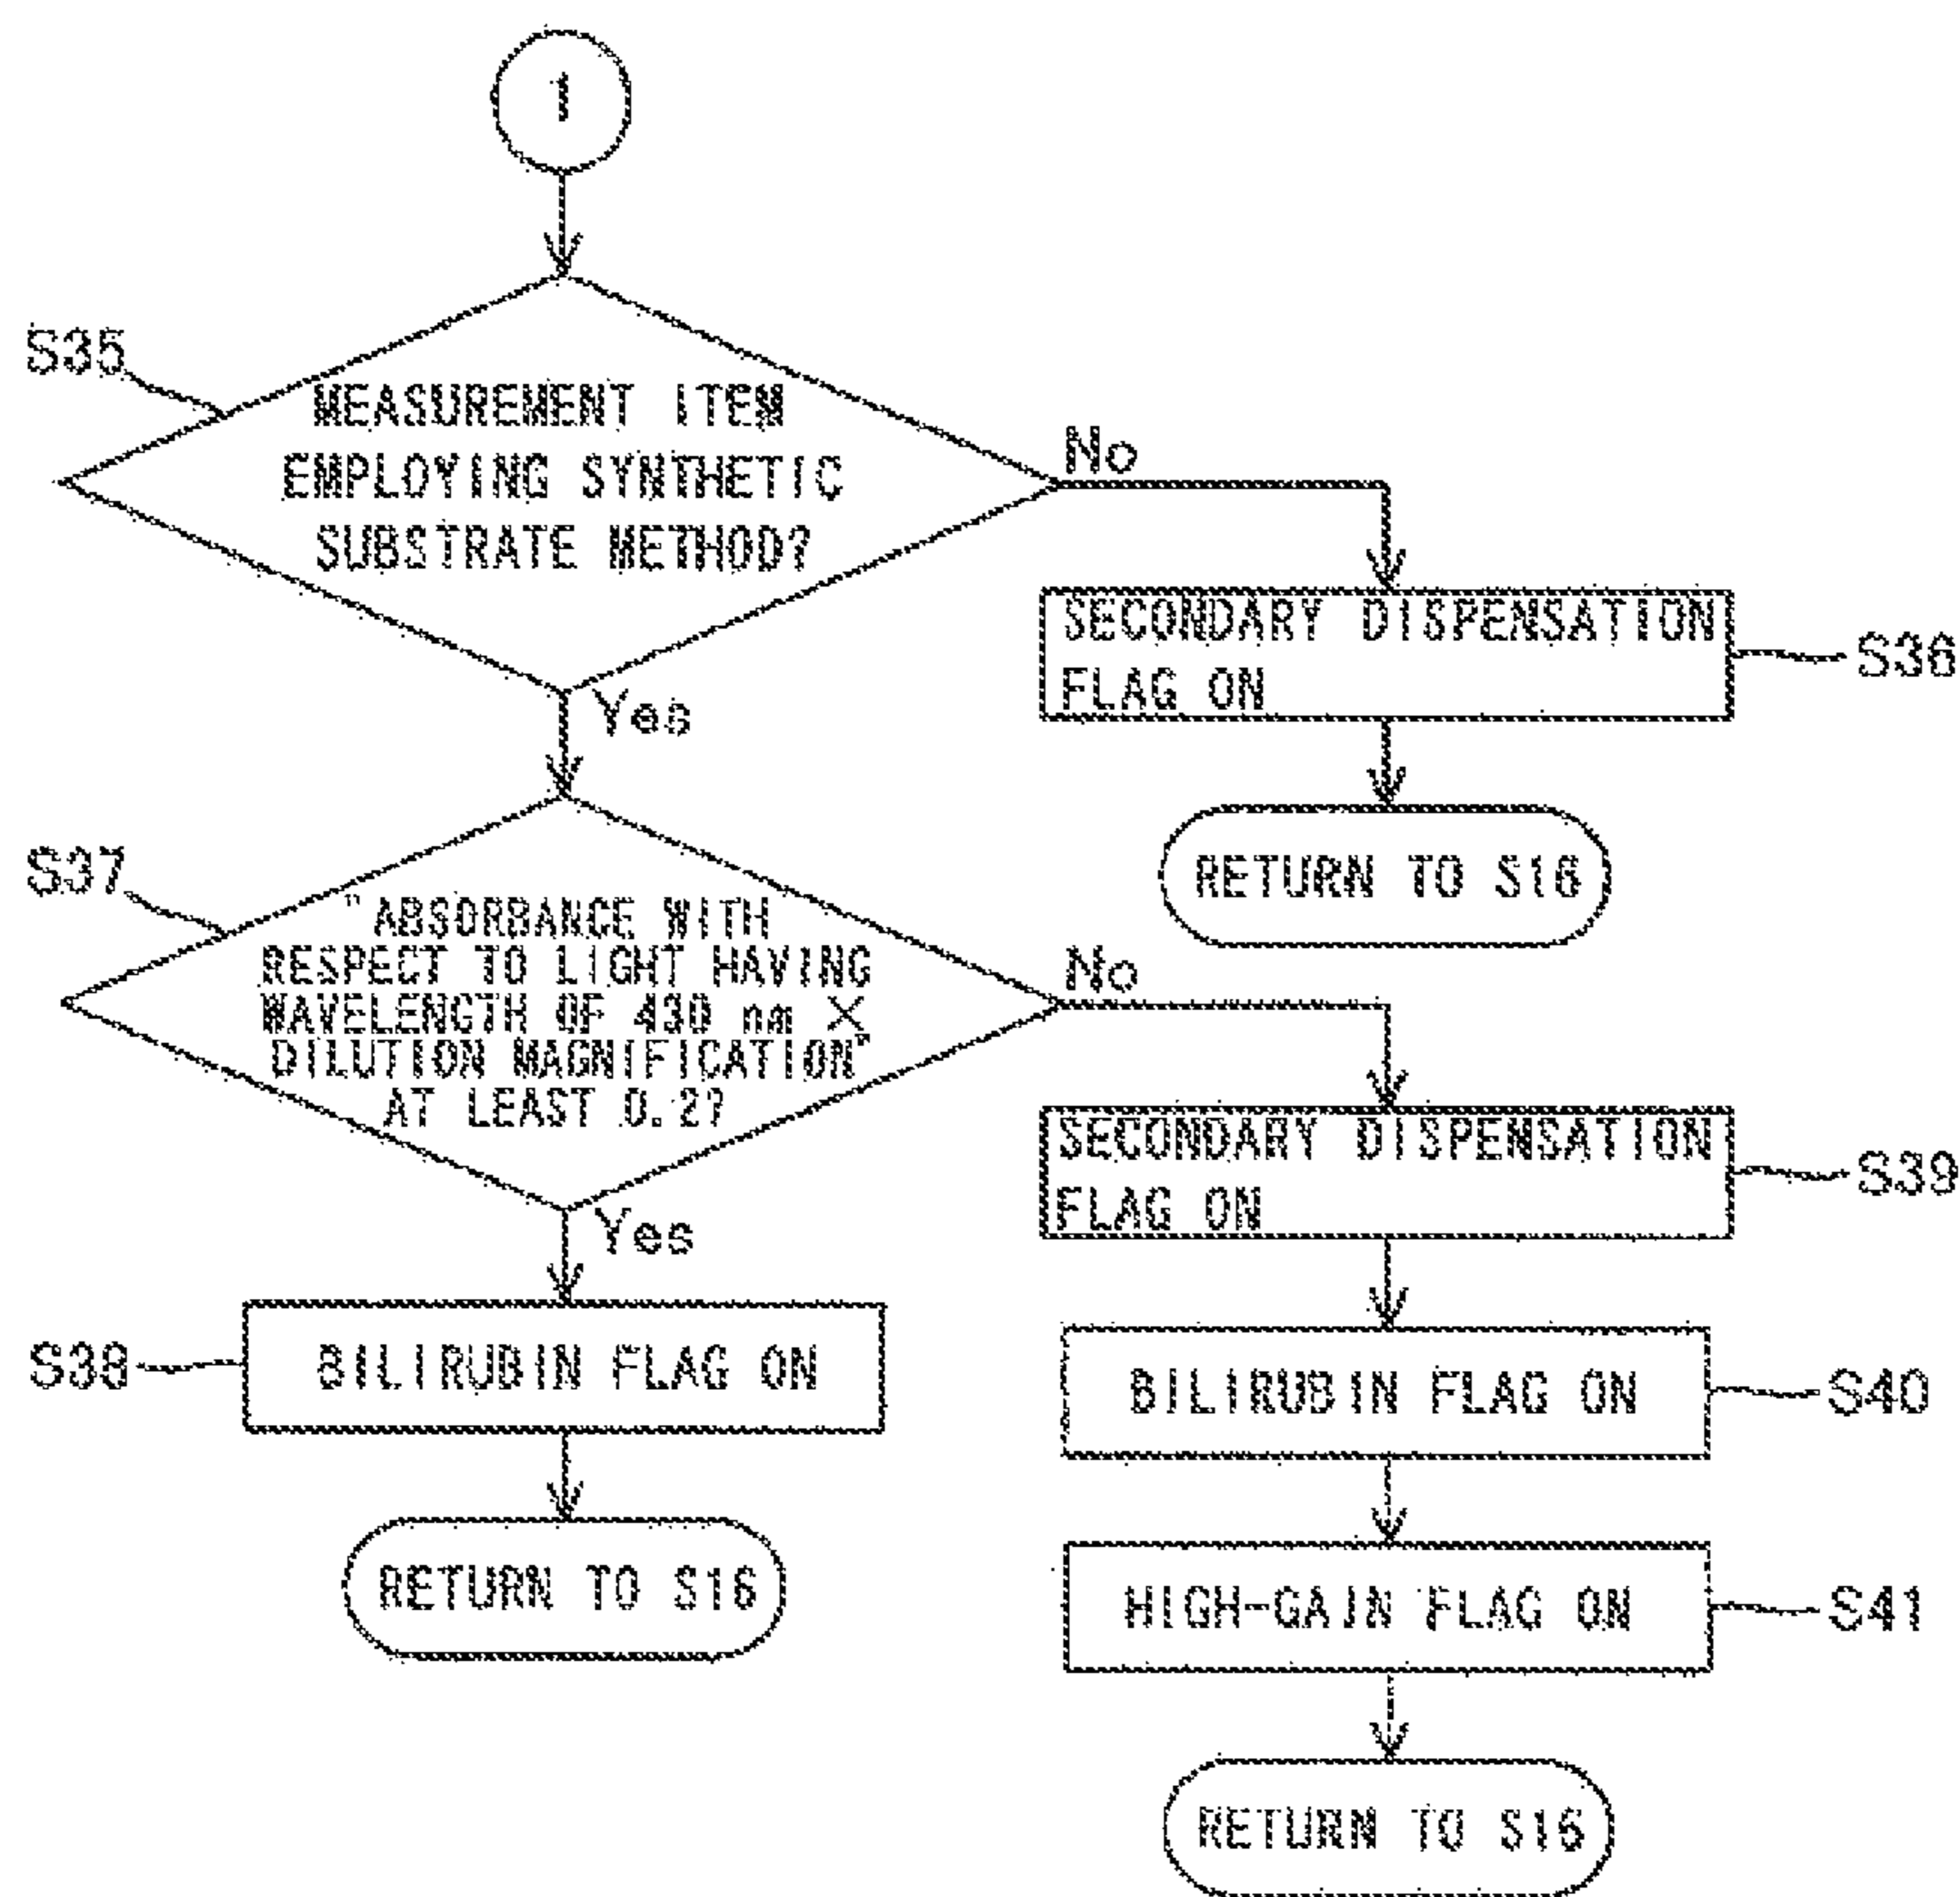 1
S35
MEASUREMENT ITEM
EMPLOYING SYNTHETIC
SUBSTRATE METHOD?
No
Yes
SECONDARY DISPENSATION
FLAG ON
S36
RETURN TO S16
S37
"ABSORBANCE WITH
RESPECT TO LIGHT HAVING
WAVELENGTH OF 430 nm ×
DILUTION MAGNIFICATION"
AT LEAST 0.2?
No
Yes
SECONDARY DISPENSATION
FLAG ON
S39
S38
BILIRUBIN FLAG ON
BILIRUBIN FLAG ON
S40
RETURN TO S16
HIGH-GAIN FLAG ON
S41
RETURN TO S16